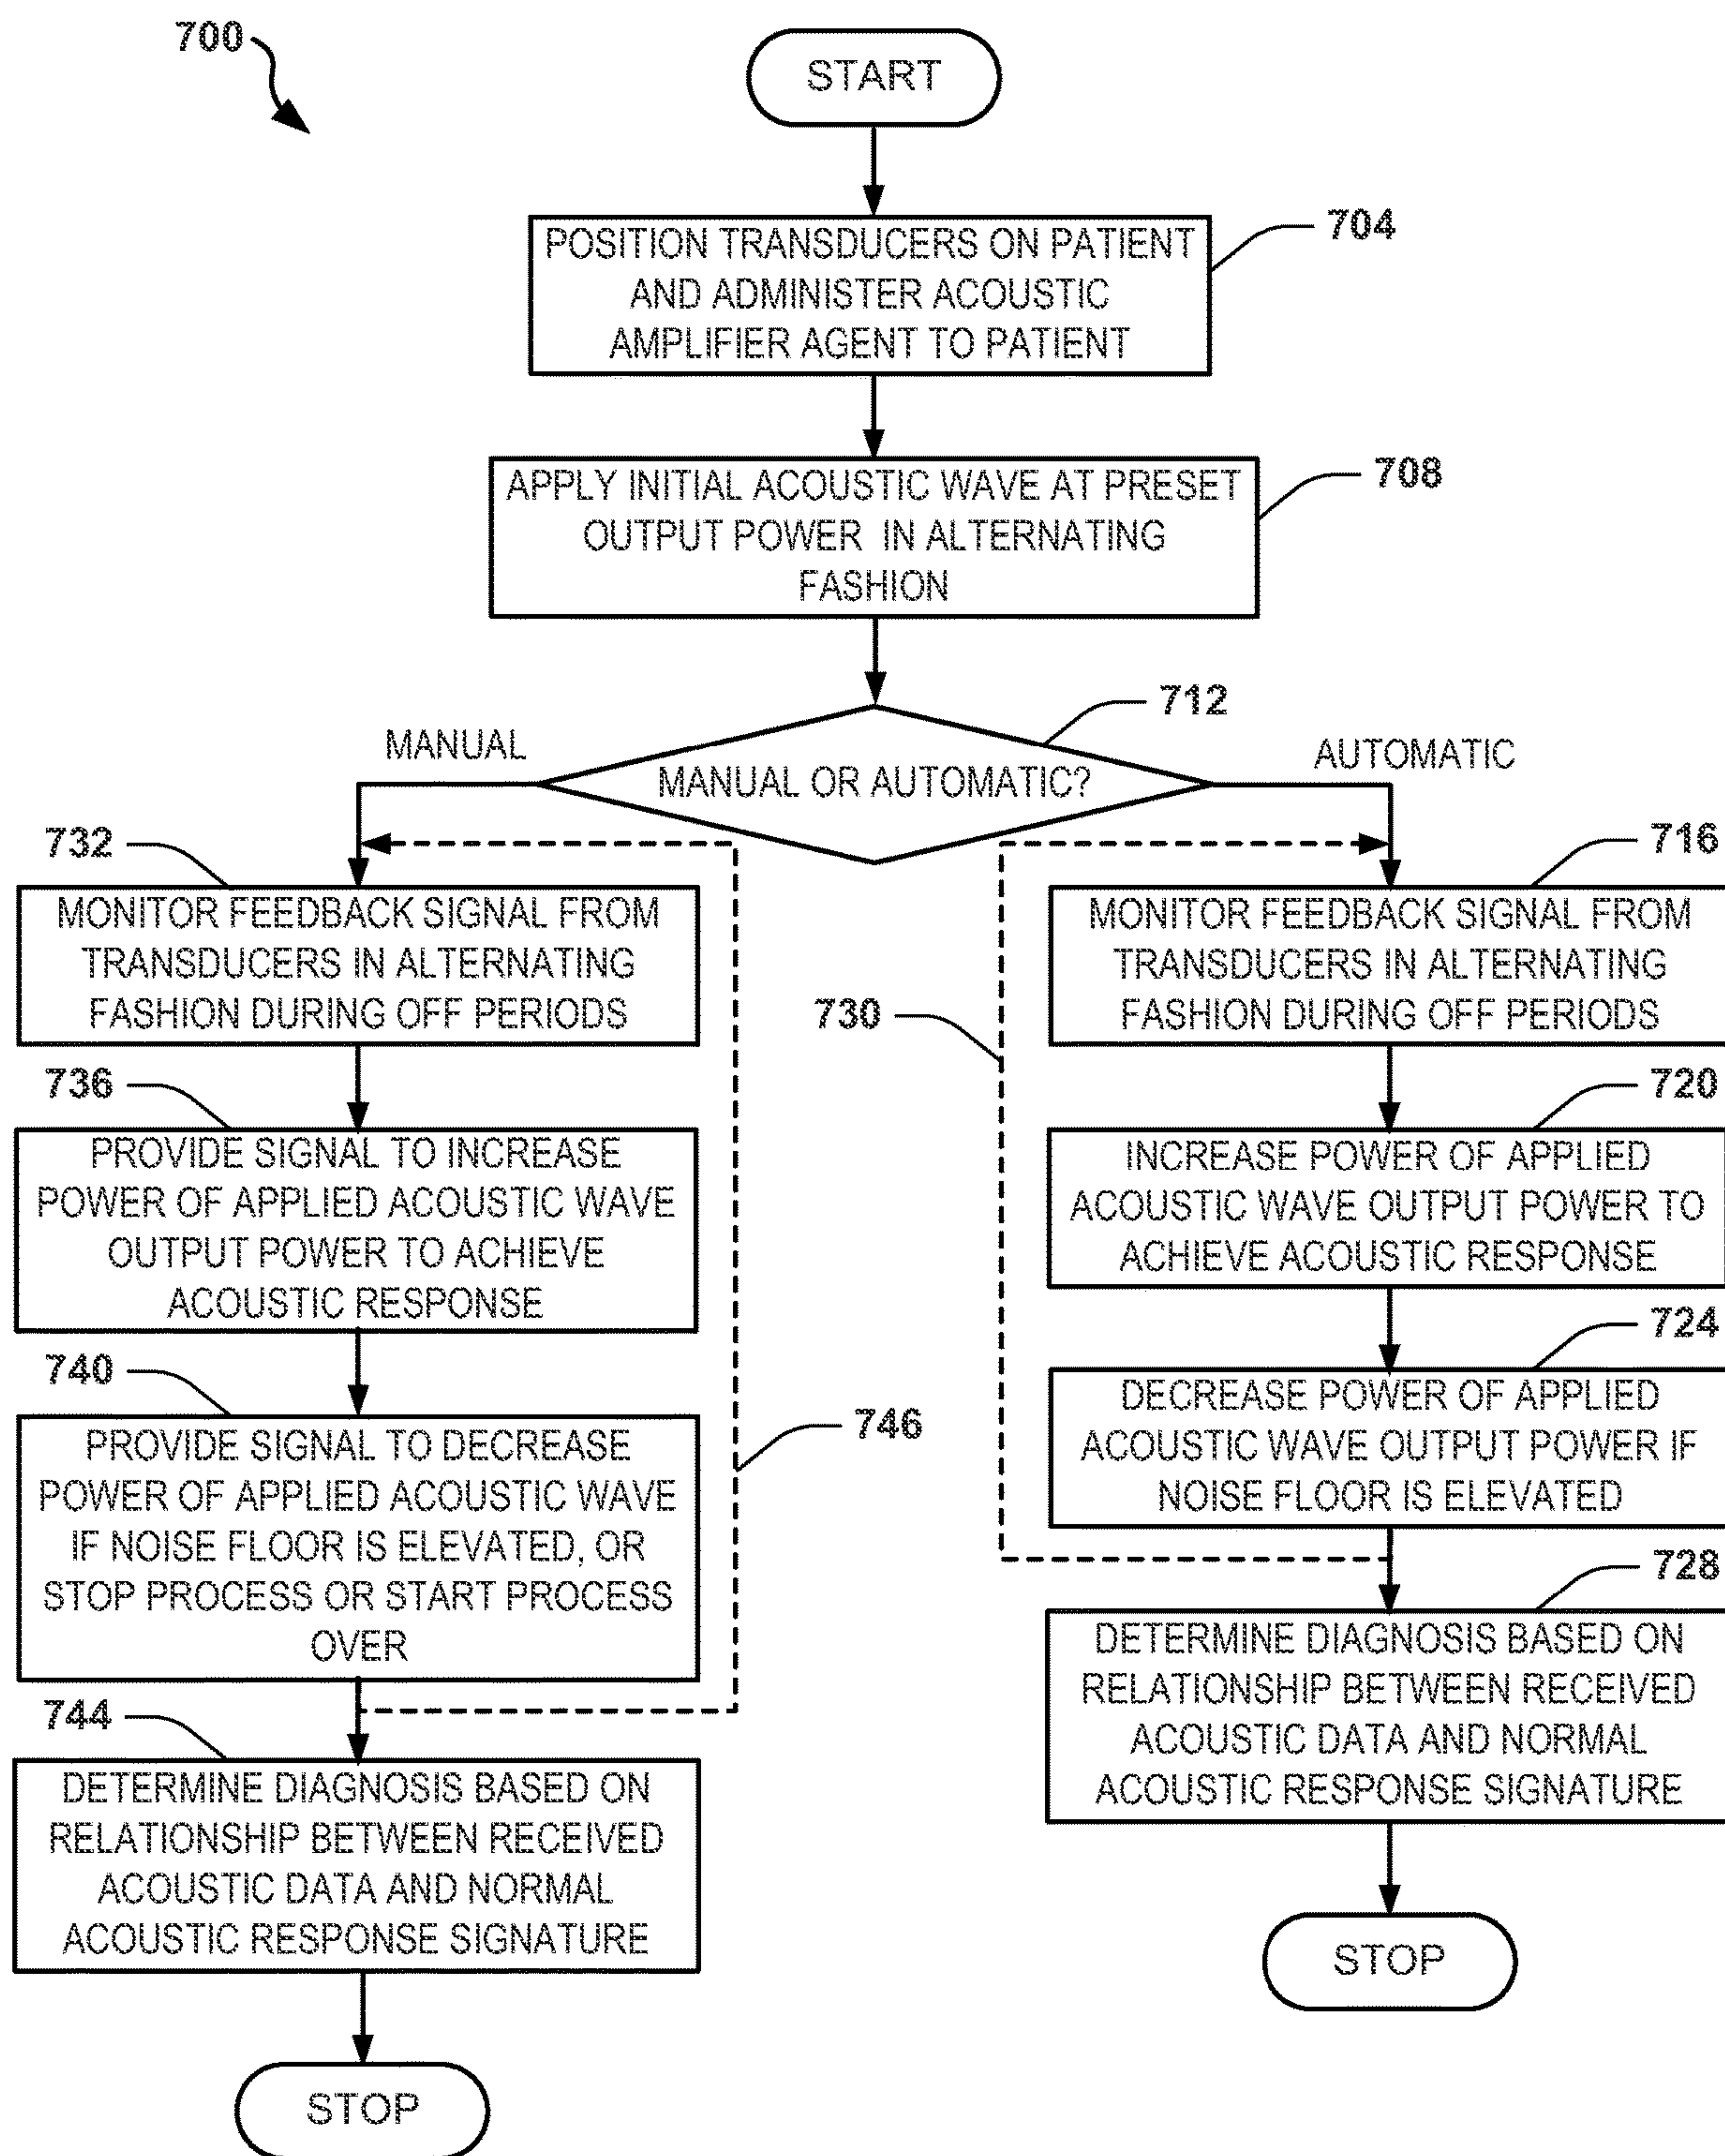 700
START
704
POSITION TRANSDUCERS ON PATIENT
AND ADMINISTER ACOUSTIC
AMPLIFIER AGENT TO PATIENT
708
APPLY INITIAL ACOUSTIC WAVE AT PRESET
OUTPUT POWER IN ALTERNATING
FASHION
712
MANUAL OR AUTOMATIC?
MANUAL
AUTOMATIC
732
MONITOR FEEDBACK SIGNAL FROM
TRANSDUCERS IN ALTERNATING
FASHION DURING OFF PERIODS
736
PROVIDE SIGNAL TO INCREASE
POWER OF APPLIED ACOUSTIC WAVE
OUTPUT POWER TO ACHIEVE
ACOUSTIC RESPONSE
740
PROVIDE SIGNAL TO DECREASE
POWER OF APPLIED ACOUSTIC WAVE
IF NOISE FLOOR IS ELEVATED, OR
STOP PROCESS OR START PROCESS
OVER
746
744
DETERMINE DIAGNOSIS BASED ON
RELATIONSHIP BETWEEN RECEIVED
ACOUSTIC DATA AND NORMAL
ACOUSTIC RESPONSE SIGNATURE
STOP
716
MONITOR FEEDBACK SIGNAL FROM
TRANSDUCERS IN ALTERNATING
FASHION DURING OFF PERIODS
730
720
INCREASE POWER OF APPLIED
ACOUSTIC WAVE OUTPUT POWER TO
ACHIEVE ACOUSTIC RESPONSE
724
DECREASE POWER OF APPLIED
ACOUSTIC WAVE OUTPUT POWER IF
NOISE FLOOR IS ELEVATED
728
DETERMINE DIAGNOSIS BASED ON
RELATIONSHIP BETWEEN RECEIVED
ACOUSTIC DATA AND NORMAL
ACOUSTIC RESPONSE SIGNATURE
STOP